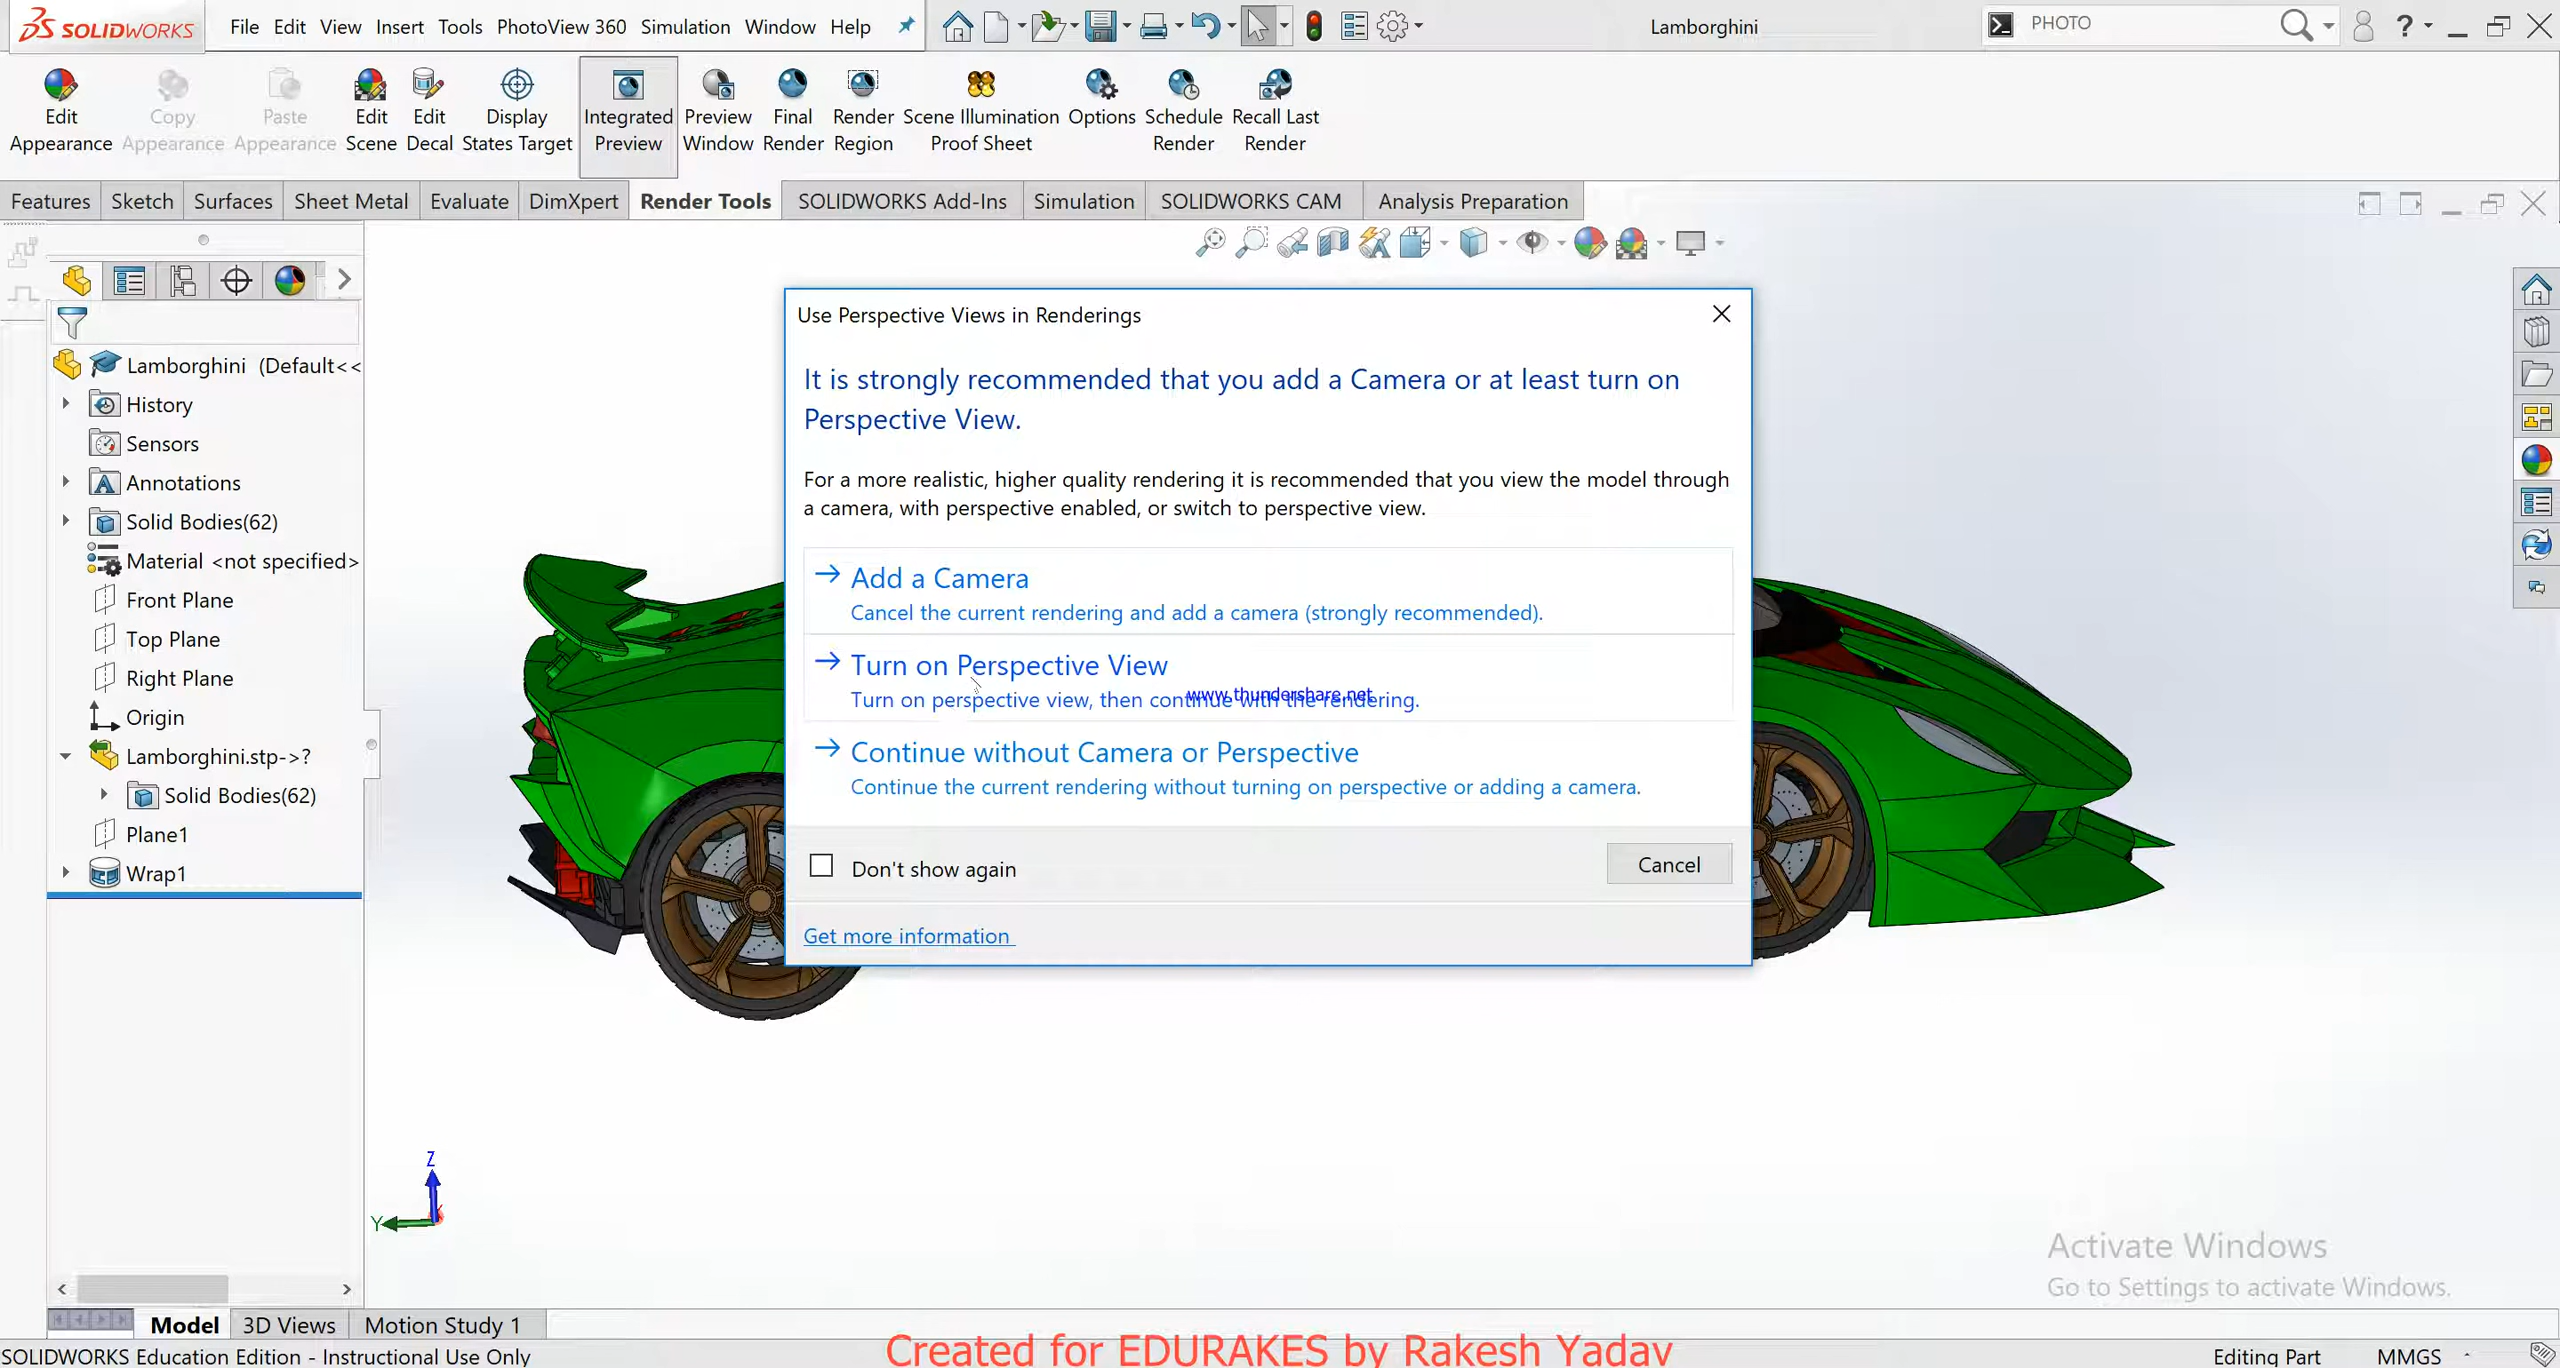 SOLIDWORKS File Edit View Insert Tools PhotoView 360 Simulation Window Help Lamborghini PHOTO ?
Edit Appearance
Copy Appearance
Paste Appearance
Edit Scene
Edit Decal
Display States Target
Integrated Preview
Preview Window
Final Render
Render Region
Scene Illumination Proof Sheet
Options
Schedule Render
Recall Last Render
Features Sketch Surfaces Sheet Metal Evaluate DimXpert Render Tools SOLIDWORKS Add-Ins Simulation SOLIDWORKS CAM Analysis Preparation
Lamborghini (Default<<
History
Sensors
Annotations
Solid Bodies(62)
Material <not specified>
Front Plane
Top Plane
Right Plane
Origin
Lamborghini.stp->?
Solid Bodies(62)
Plane1
Wrap1
Use Perspective Views in Renderings
It is strongly recommended that you add a Camera or at least turn on
Perspective View.
For a more realistic, higher quality rendering it is recommended that you view the model through
a camera, with perspective enabled, or switch to perspective view.
Add a Camera
Cancel the current rendering and add a camera (strongly recommended).
Turn on Perspective View
www.thundershare.net
Turn on perspective view, then continue with the rendering.
Continue without Camera or Perspective
Continue the current rendering without turning on perspective or adding a camera.
Don't show again
Cancel
Get more information
Z
Y
Activate Windows
Go to Settings to activate Windows.
Model 3D Views Motion Study 1
Created for EDURAKES by Rakesh Yadav
SOLIDWORKS Education Edition - Instructional Use Only Editing Part MMGS